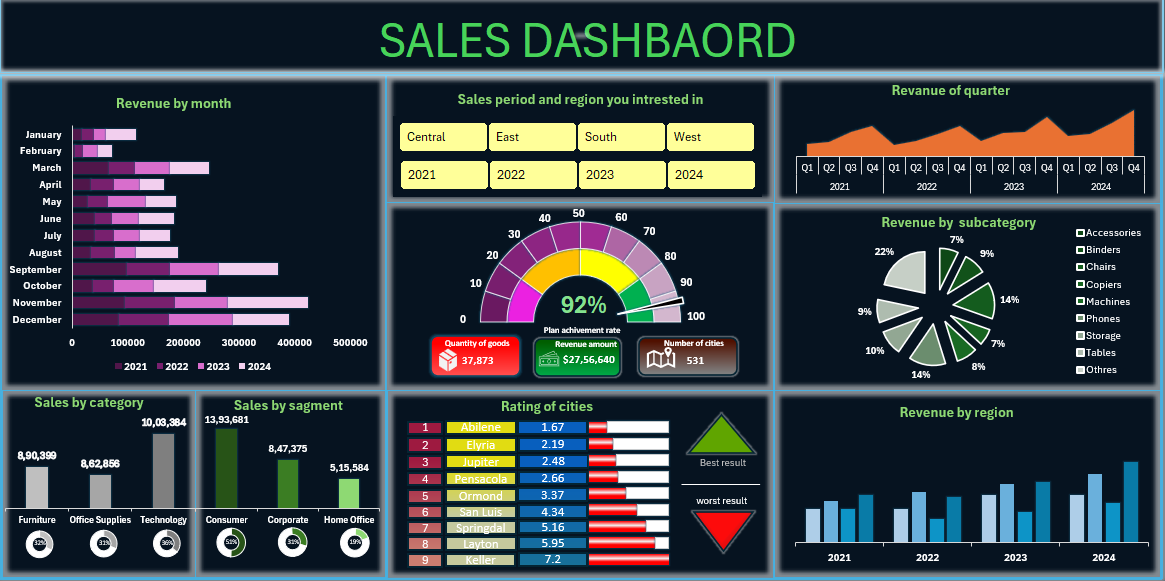 SALES DASHBAORD
Revenue by month
January
February
March
April
May
June
July
August
September
October
November
December
0 100000 200000 300000 400000 500000
2021 2022 2023 2024
Sales period and region you intrested in
Central East South West
2021 2022 2023 2024
Revanue of quarter
Q1 Q2 Q3 Q4 Q1 Q2 Q3 Q4 Q1 Q2 Q3 Q4 Q1 Q2 Q3 Q4
2021 2022 2023 2024
0 10 20 30 40 50 60 70 80 90 100
92%
Plan achivement rate
Quantity of goods
37,873
Revenue amount
$27,56,640
Number of cities
531
Revenue by subcategory
7%
9%
14%
7%
8%
14%
10%
9%
22%
Accessories
Binders
Chairs
Copiers
Machines
Phones
Storage
Tables
Othres
Sales by category
8,90,399
8,62,856
10,03,384
Furniture Office Supplies Technology
32% 31% 36%
Sales by sagment
13,93,681
8,47,375
5,15,584
Consumer Corporate Home Office
51% 31% 19%
Rating of cities
1 Abilene 1.67
2 Elyria 2.19
3 Jupiter 2.48
4 Pensacola 2.66
5 Ormond 3.37
6 San Luis 4.34
7 Springdal 5.16
8 Layton 5.95
9 Keller 7.2
Best result
worst result
Revenue by region
2021 2022 2023 2024